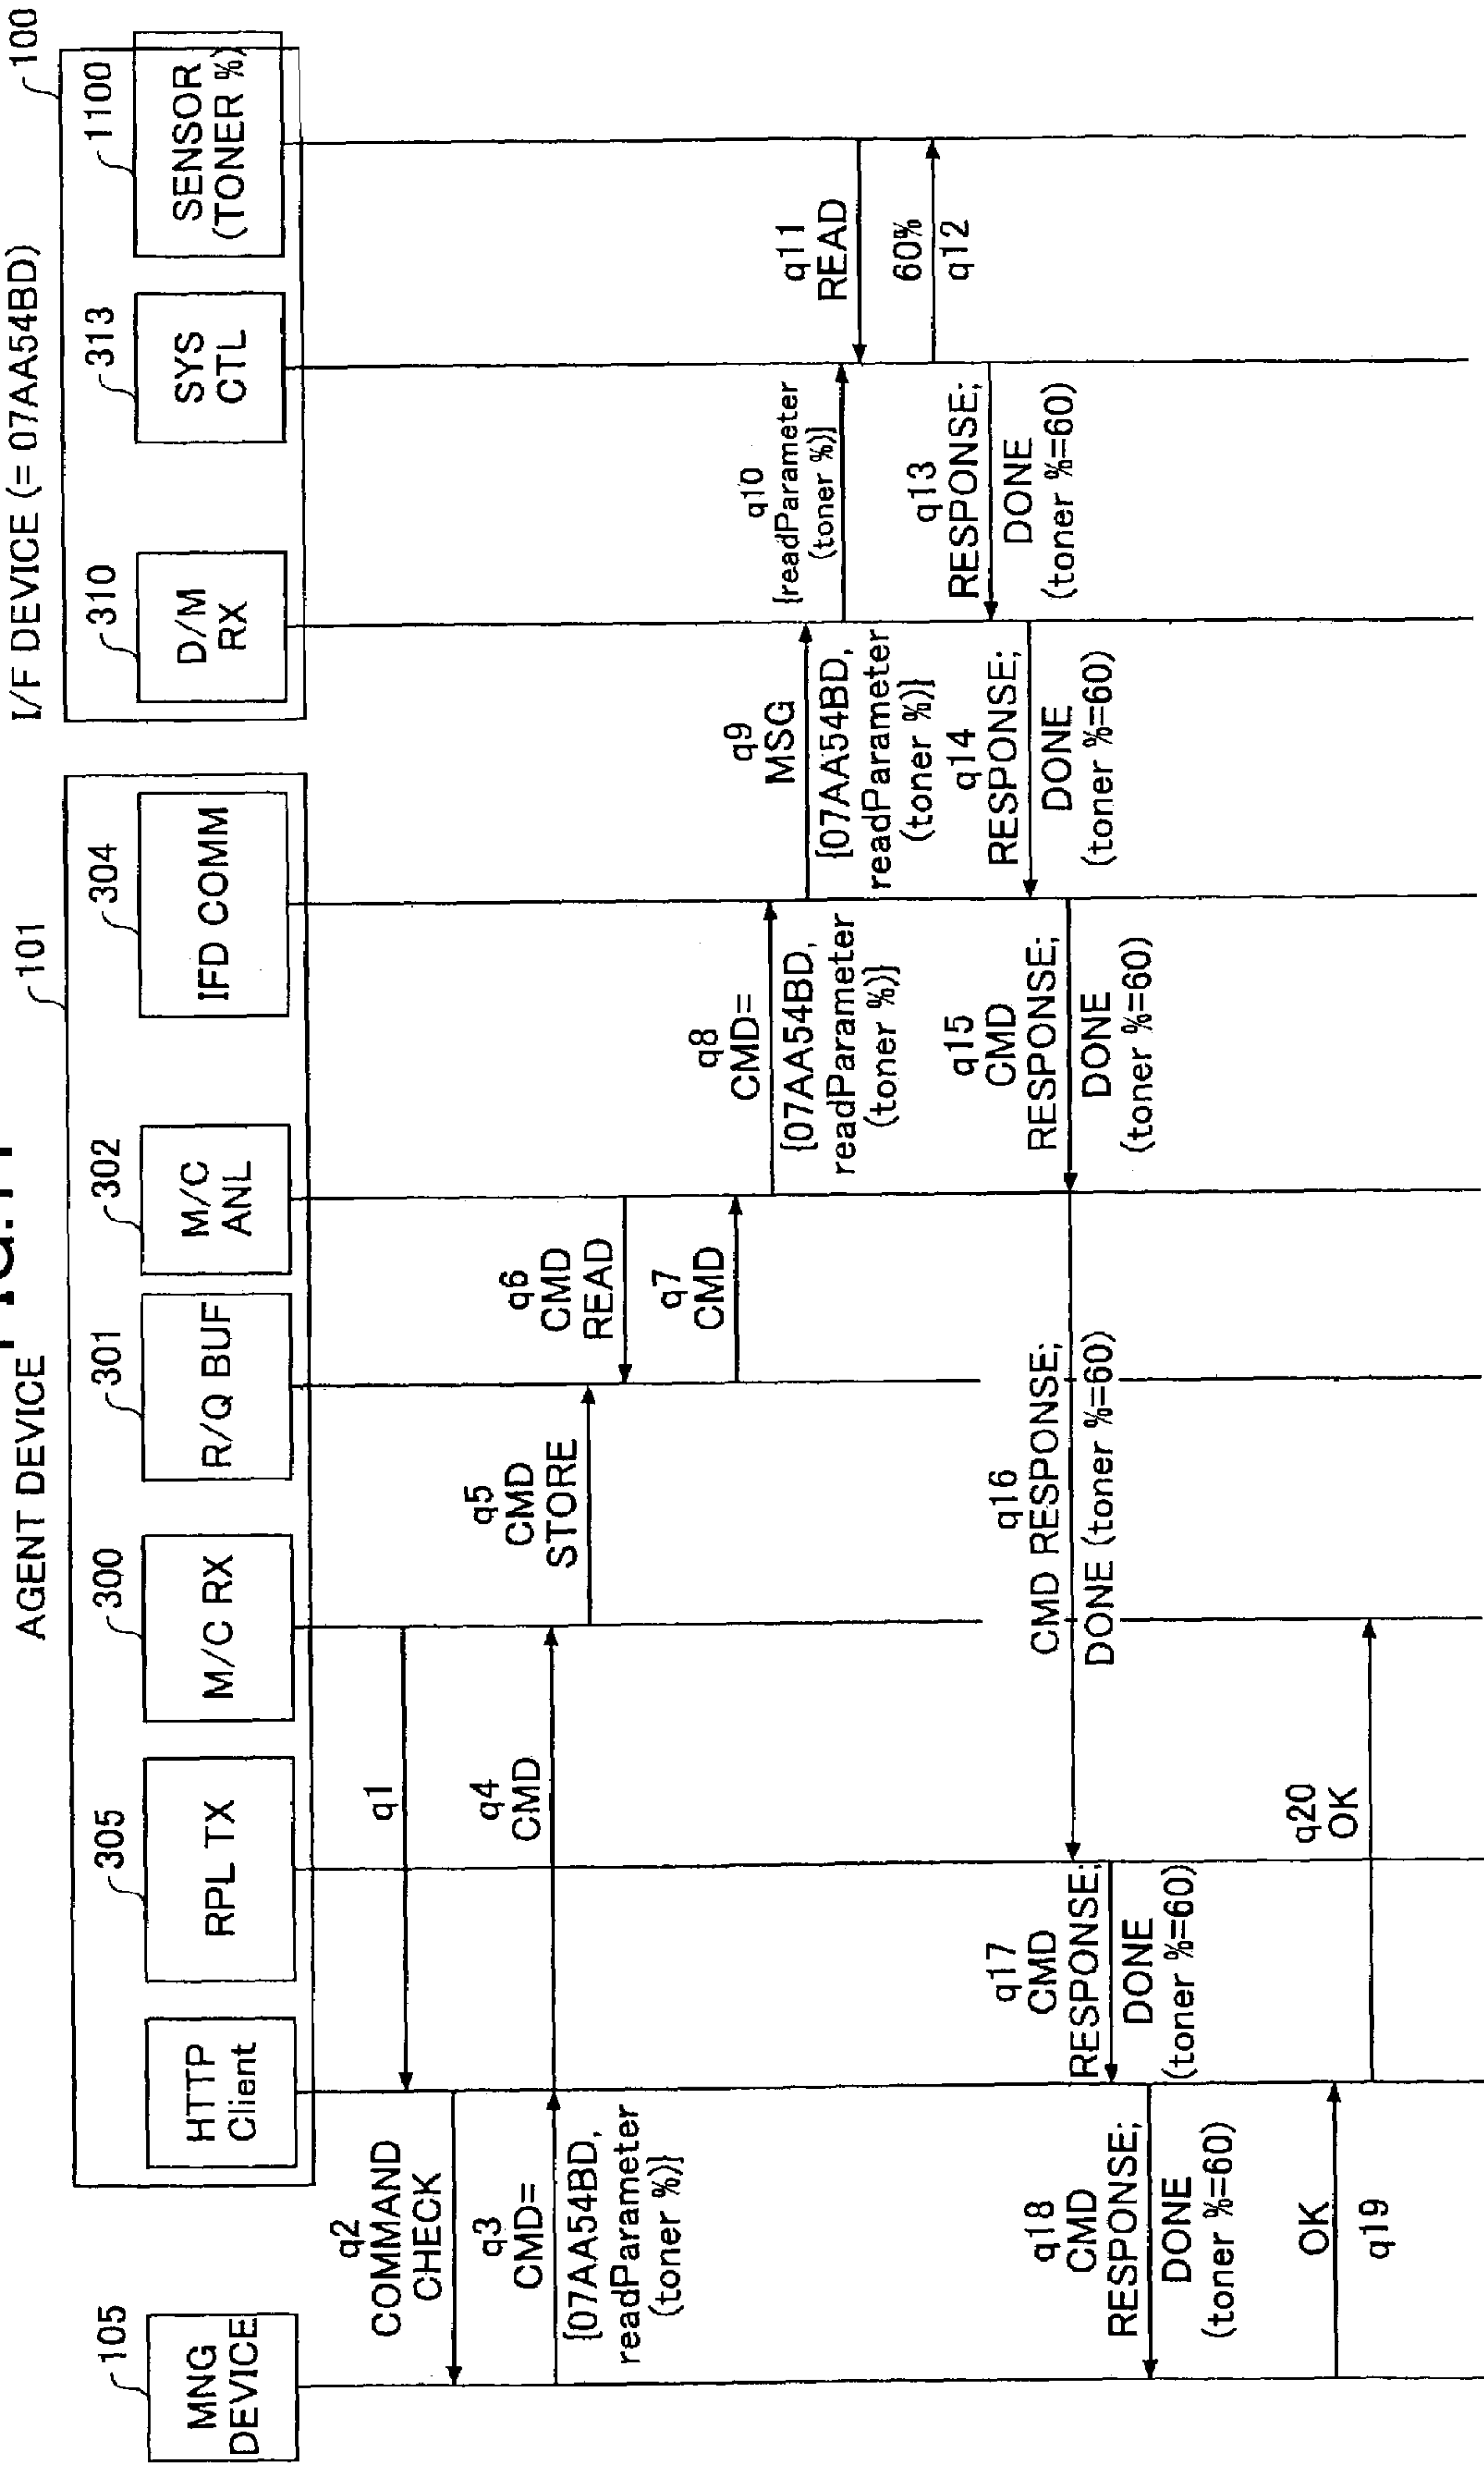 AGENT DEVICE
101
I/F DEVICE (= 07AA54BD)
100
105
MNG
DEVICE
HTTP
Client
305
RPL TX
300
M/C RX
301
R/Q BUF
302
M/C
ANL
304
IFD COMM
310
D/M
RX
313
SYS
CTL
1100
SENSOR
(TONER %)
q1
q2
COMMAND
CHECK
q3
CMD=
[07AA54BD,
readParameter
(toner %)]
q4
CMD
q5
CMD
STORE
q6
CMD
READ
q7
CMD
q8
CMD=
[07AA54BD,
readParameter
(toner %)]
q9
MSG
[07AA54BD,
readParameter
(toner %)]
q10
[readParameter
(toner %)]
q11
READ
60%
q12
q13
RESPONSE;
DONE
(toner %=60)
q14
RESPONSE;
DONE
(toner %=60)
q15
CMD
RESPONSE;
DONE
(toner %=60)
q16
CMD RESPONSE;
DONE (toner %=60)
q17
CMD
RESPONSE;
DONE
(toner %=60)
q18
CMD
RESPONSE;
DONE
(toner %=60)
OK
q19
q20
OK